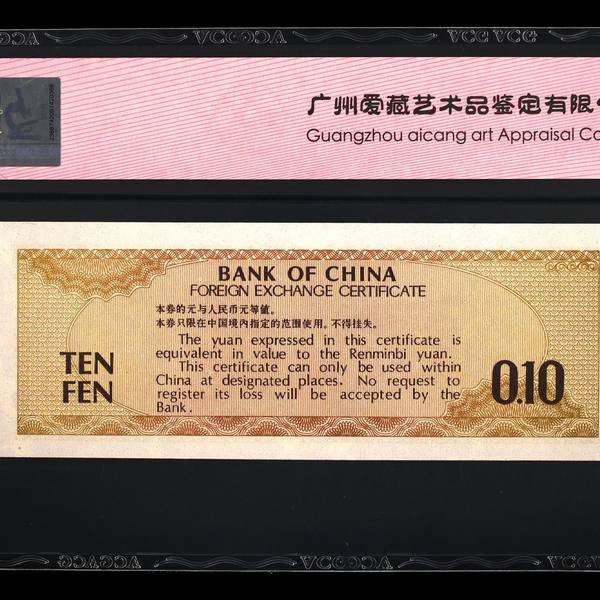 广州爱藏艺术品鉴定有限
Guangzhou aicang art Appraisal Co
BANK OF CHINA
FOREIGN EXCHANGE CERTIFICATE
本券的元与人民币元等值。
本券只限在中国境内指定的范围使用。不得挂失。
The yuan expressed in this certificate is
equivalent in value to the Renminbi yuan.
This certificate can only be used within
China at designated places. No request to
register its loss will be accepted by the
Bank.
TEN
FEN
0.10